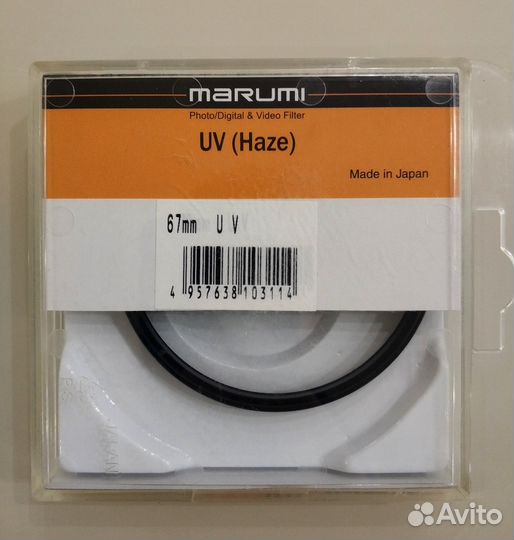 marumi
Photo/Digital & Video Filter
UV (Haze)
Made in Japan
67mm U V
4 957638 103114
Avito